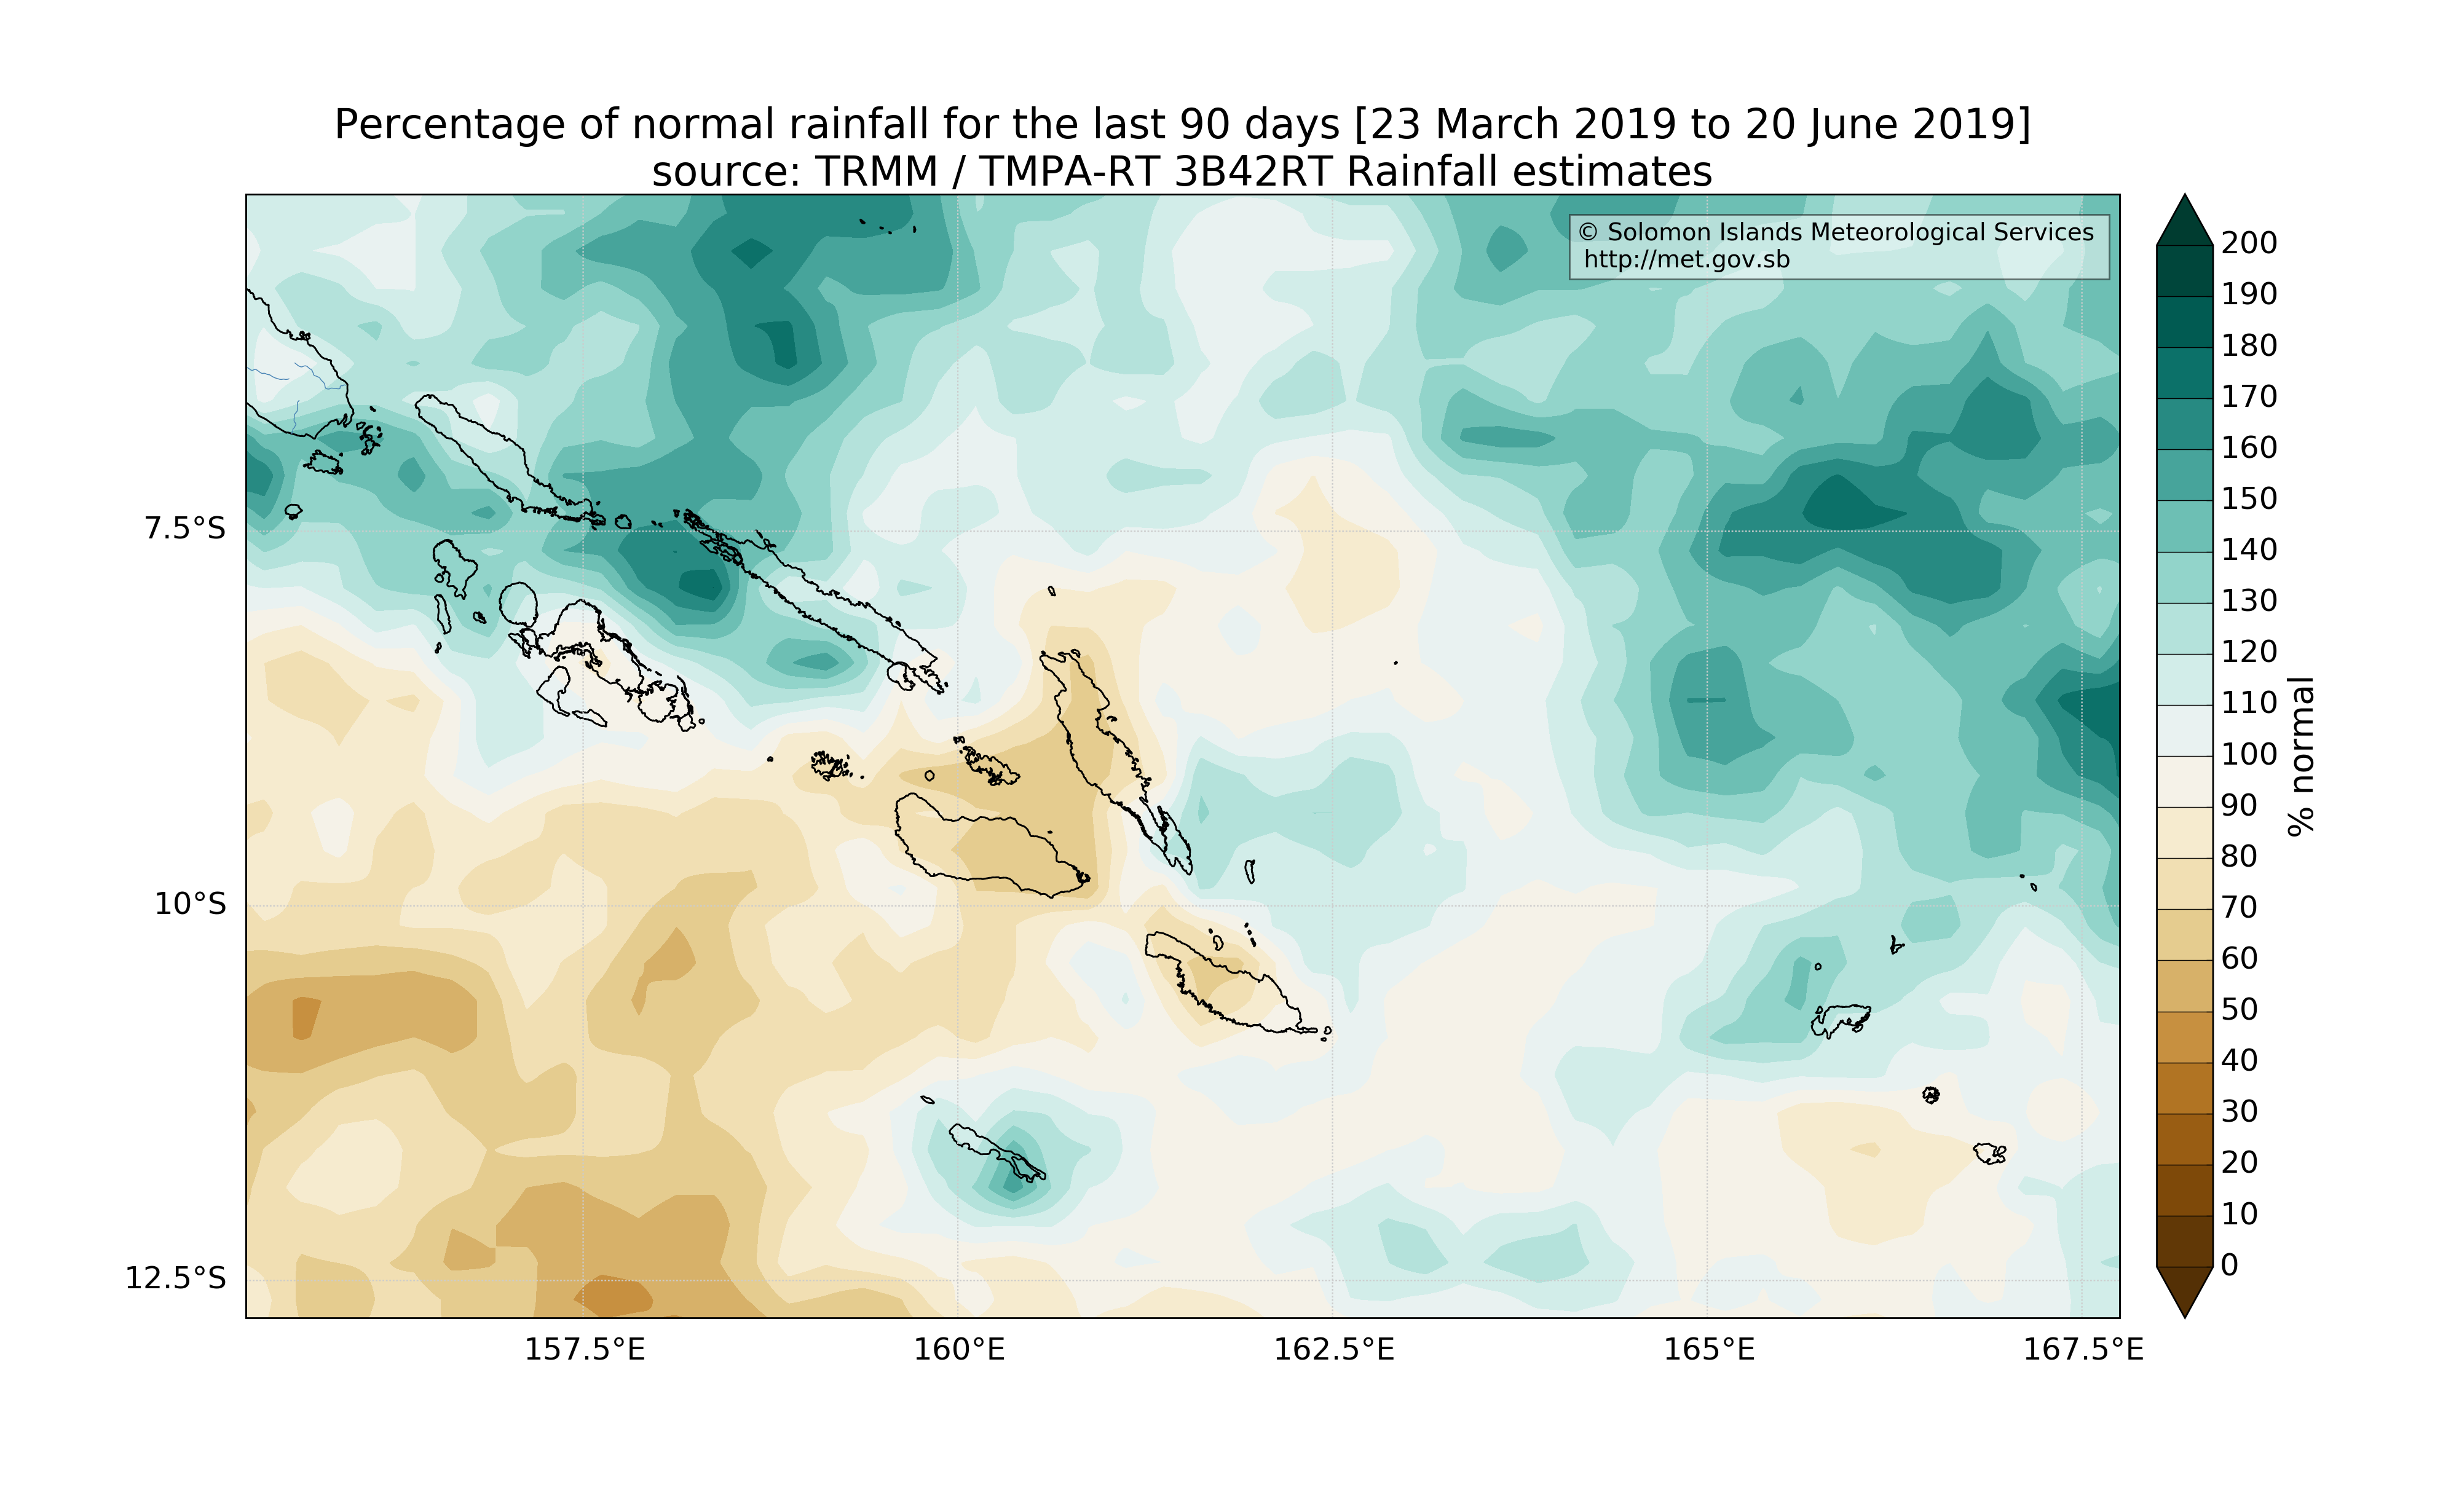 Percentage of normal rainfall for the last 90 days [23 March 2019 to 20 June 2019]
source: TRMM / TMPA-RT 3B42RT Rainfall estimates
© Solomon Islands Meteorological Services
http://met.gov.sb
7.5°S
10°S
12.5°S
157.5°E
160°E
162.5°E
165°E
167.5°E
200
190
180
170
160
150
140
130
120
110
100
90
80
70
60
50
40
30
20
10
0
% normal